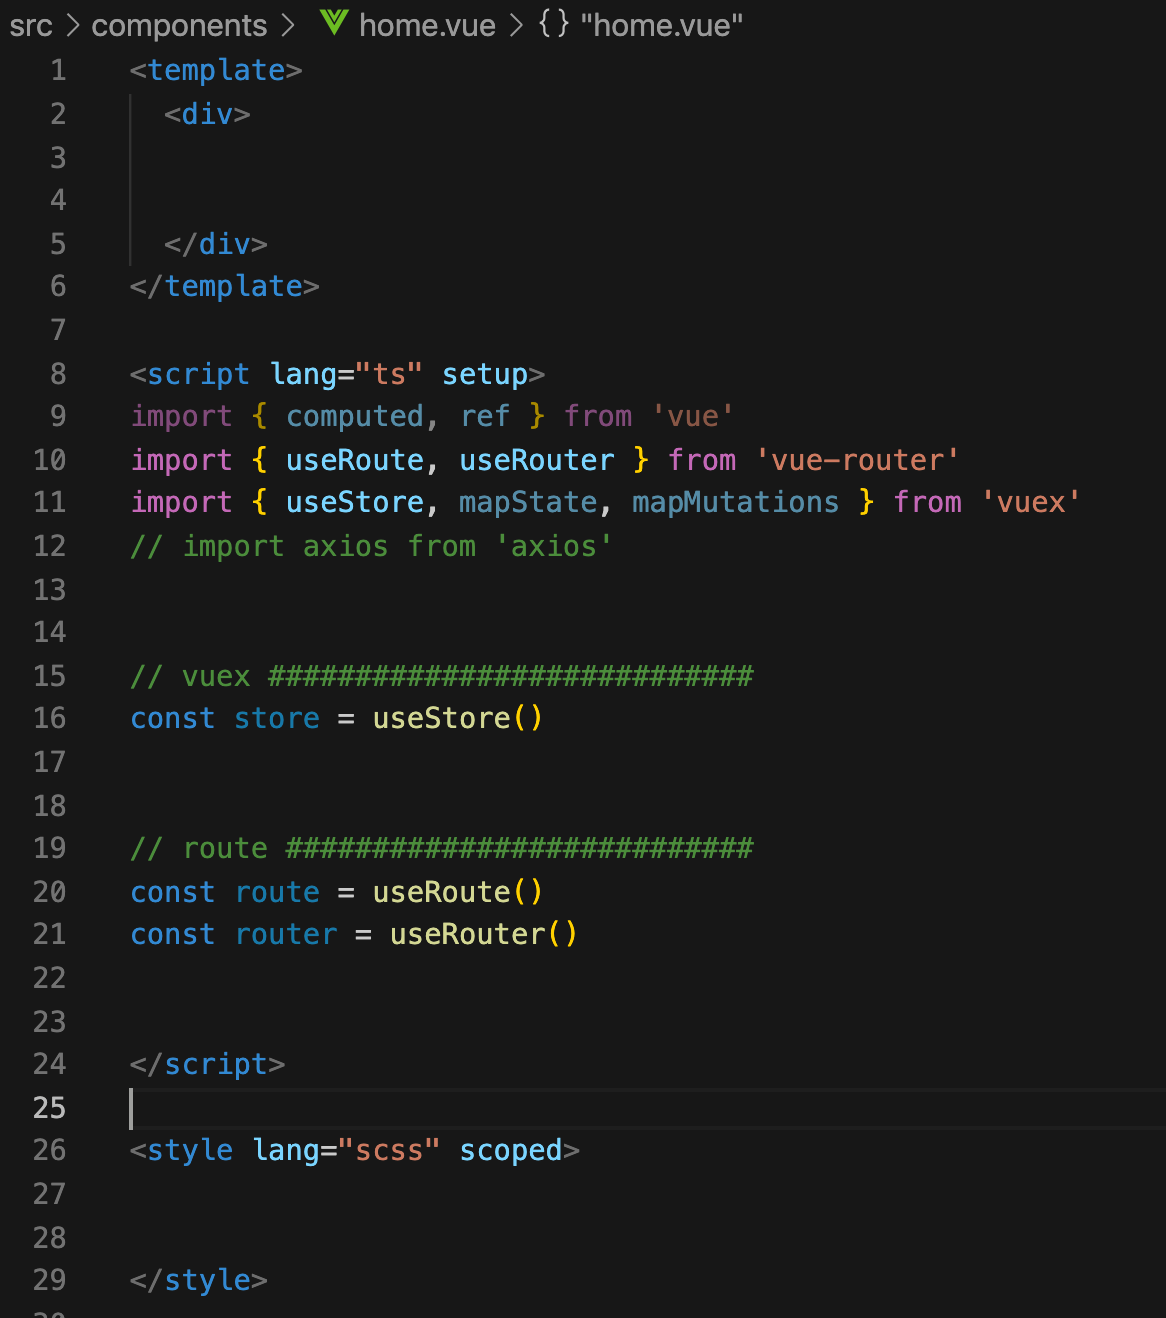 src > components > home.vue > {} "home.vue"
1 <template>
2   <div>
3
4
5   </div>
6 </template>
7
8 <script lang="ts" setup>
9 import { computed, ref } from 'vue'
10 import { useRoute, useRouter } from 'vue-router'
11 import { useStore, mapState, mapMutations } from 'vuex'
12 // import axios from 'axios'
13
14
15 // vuex ############################
16 const store = useStore()
17
18
19 // route ###########################
20 const route = useRoute()
21 const router = useRouter()
22
23
24 </script>
25
26 <style lang="scss" scoped>
27
28
29 </style>
30